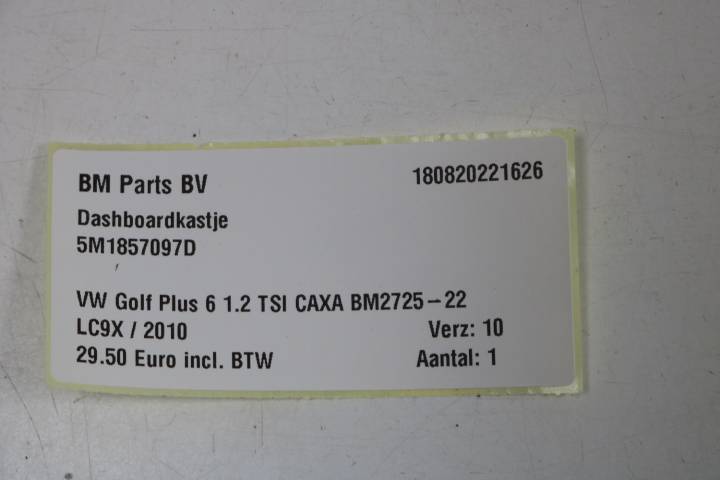 BM Parts BV 180820221626
Dashboardkastje
5M1857097D
VW Golf Plus 6 1.2 TSI CAXA BM2725-22
LC9X / 2010 Verz: 10
29.50 Euro incl. BTW Aantal: 1